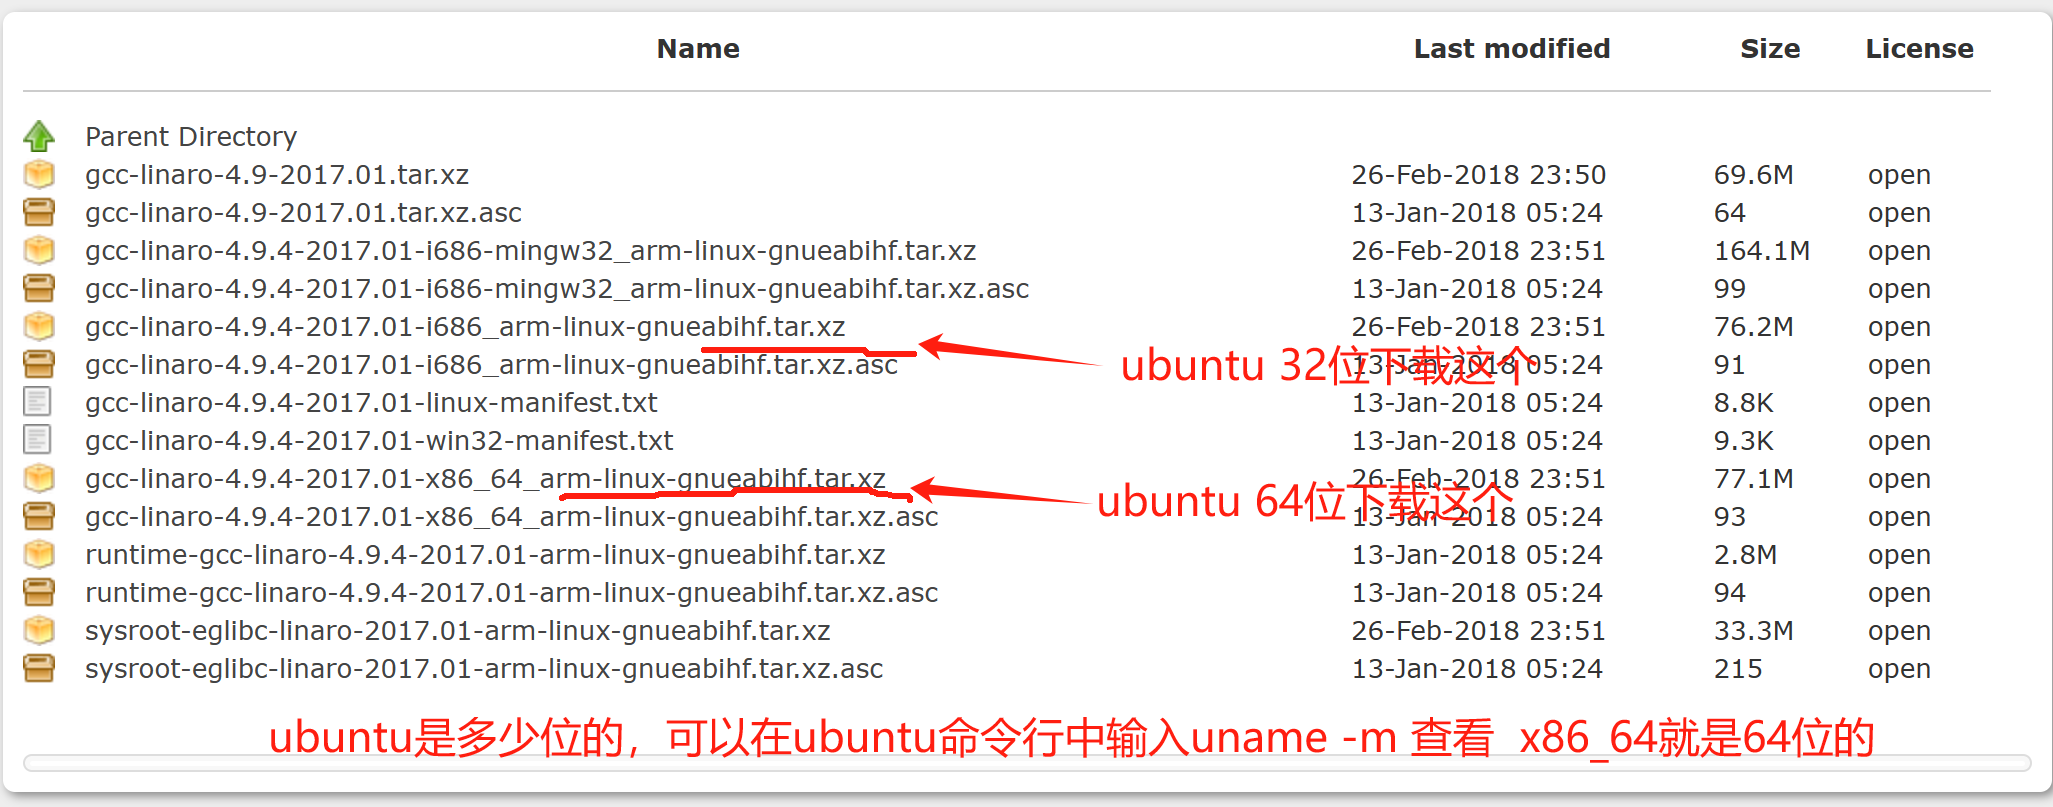 Name Last modified Size License
Parent Directory
gcc-linaro-4.9-2017.01.tar.xz 26-Feb-2018 23:50 69.6M open
gcc-linaro-4.9-2017.01.tar.xz.asc 13-Jan-2018 05:24 64 open
gcc-linaro-4.9.4-2017.01-i686-mingw32_arm-linux-gnueabihf.tar.xz 26-Feb-2018 23:51 164.1M open
gcc-linaro-4.9.4-2017.01-i686-mingw32_arm-linux-gnueabihf.tar.xz.asc 13-Jan-2018 05:24 99 open
gcc-linaro-4.9.4-2017.01-i686_arm-linux-gnueabihf.tar.xz 26-Feb-2018 23:51 76.2M open
gcc-linaro-4.9.4-2017.01-i686_arm-linux-gnueabihf.tar.xz.asc 13-Jan-2018 05:24 91 open
ubuntu 32位下载这个
gcc-linaro-4.9.4-2017.01-linux-manifest.txt 13-Jan-2018 05:24 8.8K open
gcc-linaro-4.9.4-2017.01-win32-manifest.txt 13-Jan-2018 05:24 9.3K open
gcc-linaro-4.9.4-2017.01-x86_64_arm-linux-gnueabihf.tar.xz 26-Feb-2018 23:51 77.1M open
ubuntu 64位下载这个
gcc-linaro-4.9.4-2017.01-x86_64_arm-linux-gnueabihf.tar.xz.asc 13-Jan-2018 05:24 93 open
runtime-gcc-linaro-4.9.4-2017.01-arm-linux-gnueabihf.tar.xz 13-Jan-2018 05:24 2.8M open
runtime-gcc-linaro-4.9.4-2017.01-arm-linux-gnueabihf.tar.xz.asc 13-Jan-2018 05:24 94 open
sysroot-eglibc-linaro-2017.01-arm-linux-gnueabihf.tar.xz 26-Feb-2018 23:51 33.3M open
sysroot-eglibc-linaro-2017.01-arm-linux-gnueabihf.tar.xz.asc 13-Jan-2018 05:24 215 open
ubuntu是多少位的，可以在ubuntu命令行中输入uname -m 查看 x86_64就是64位的